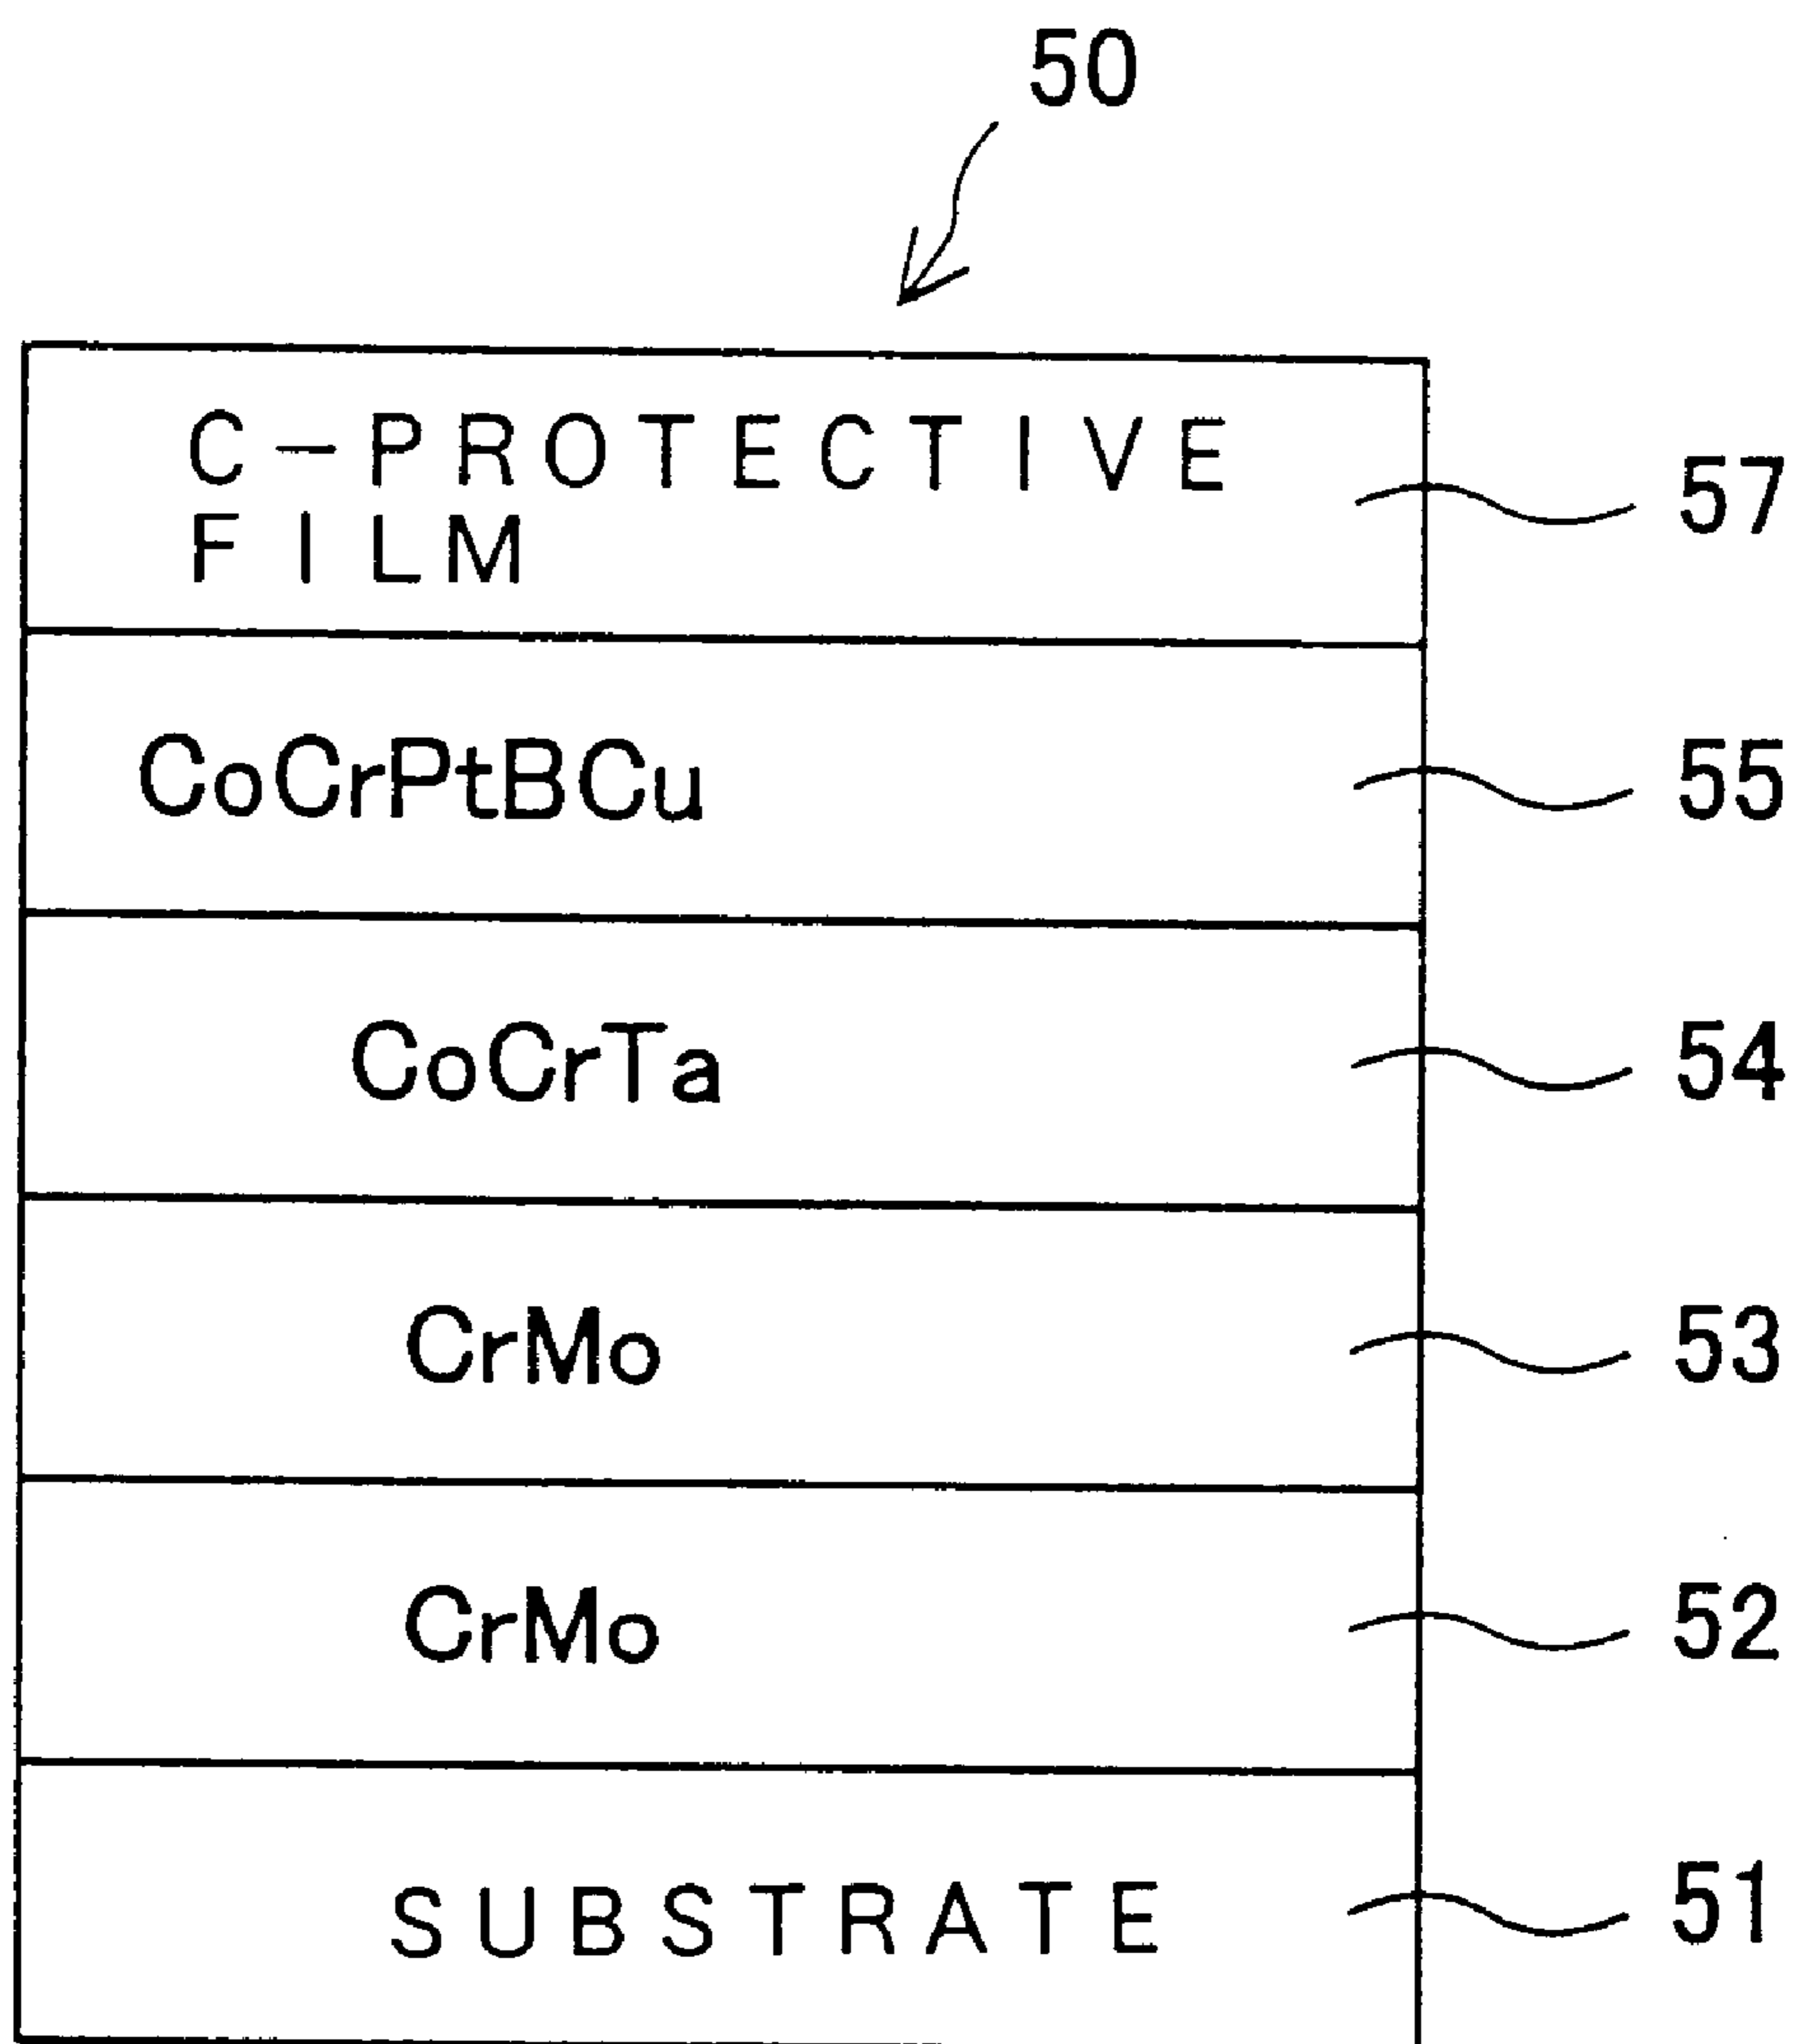 50
C-PROTECTIVE
FILM
57
CoCrPtBCu
55
CoCrTa
54
CrMo
53
CrMo
52
SUBSTRATE
51